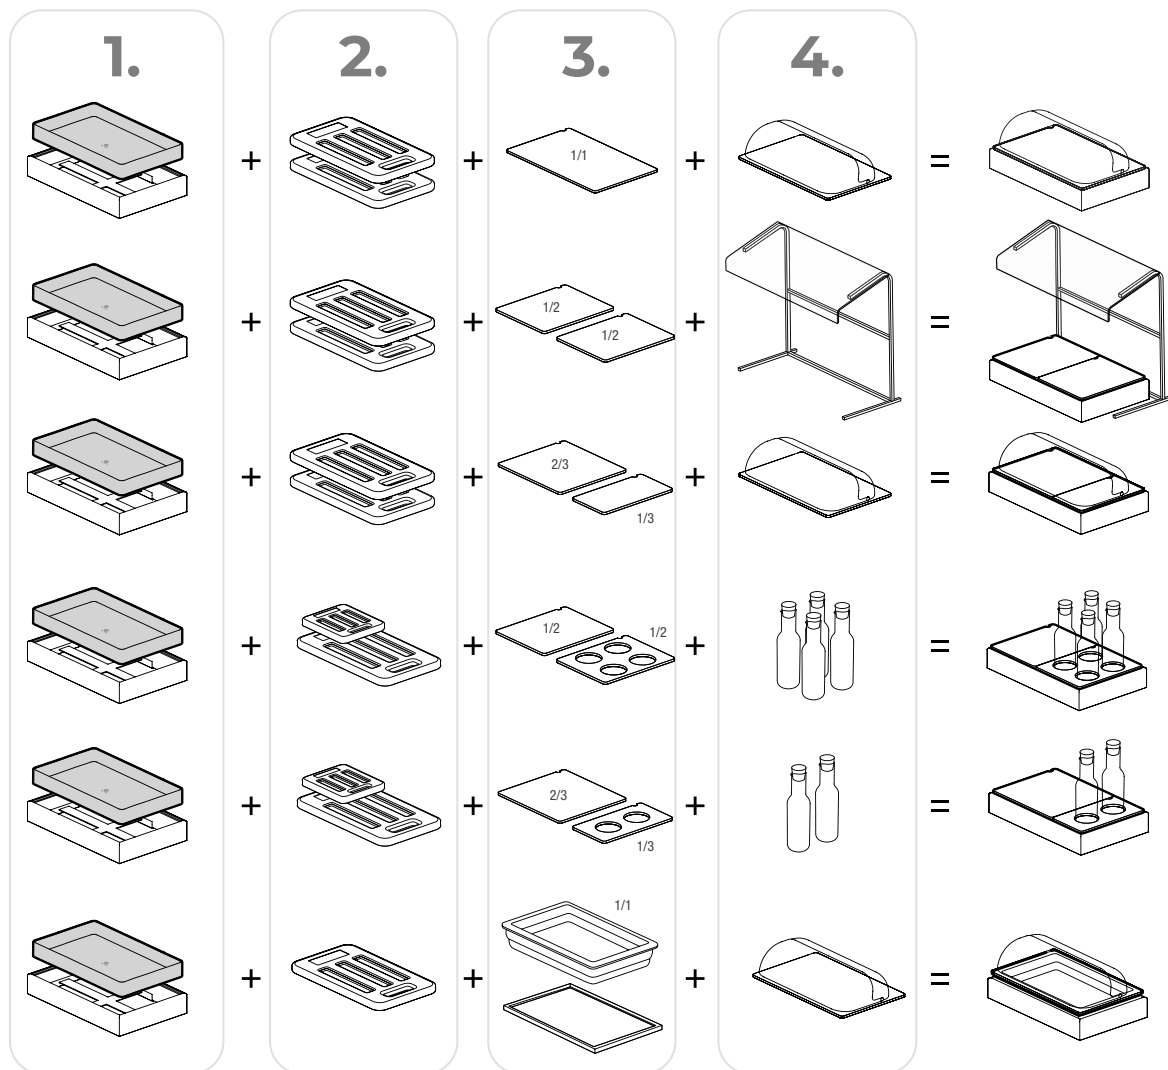 1. 2. 3. 4.
+ + 1/1 + =
+ 1/2 1/2 + + =
+ 2/3 1/3 + + =
+ 1/2 1/2 + + =
+ 2/3 1/3 + + =
1/1
+ + + =